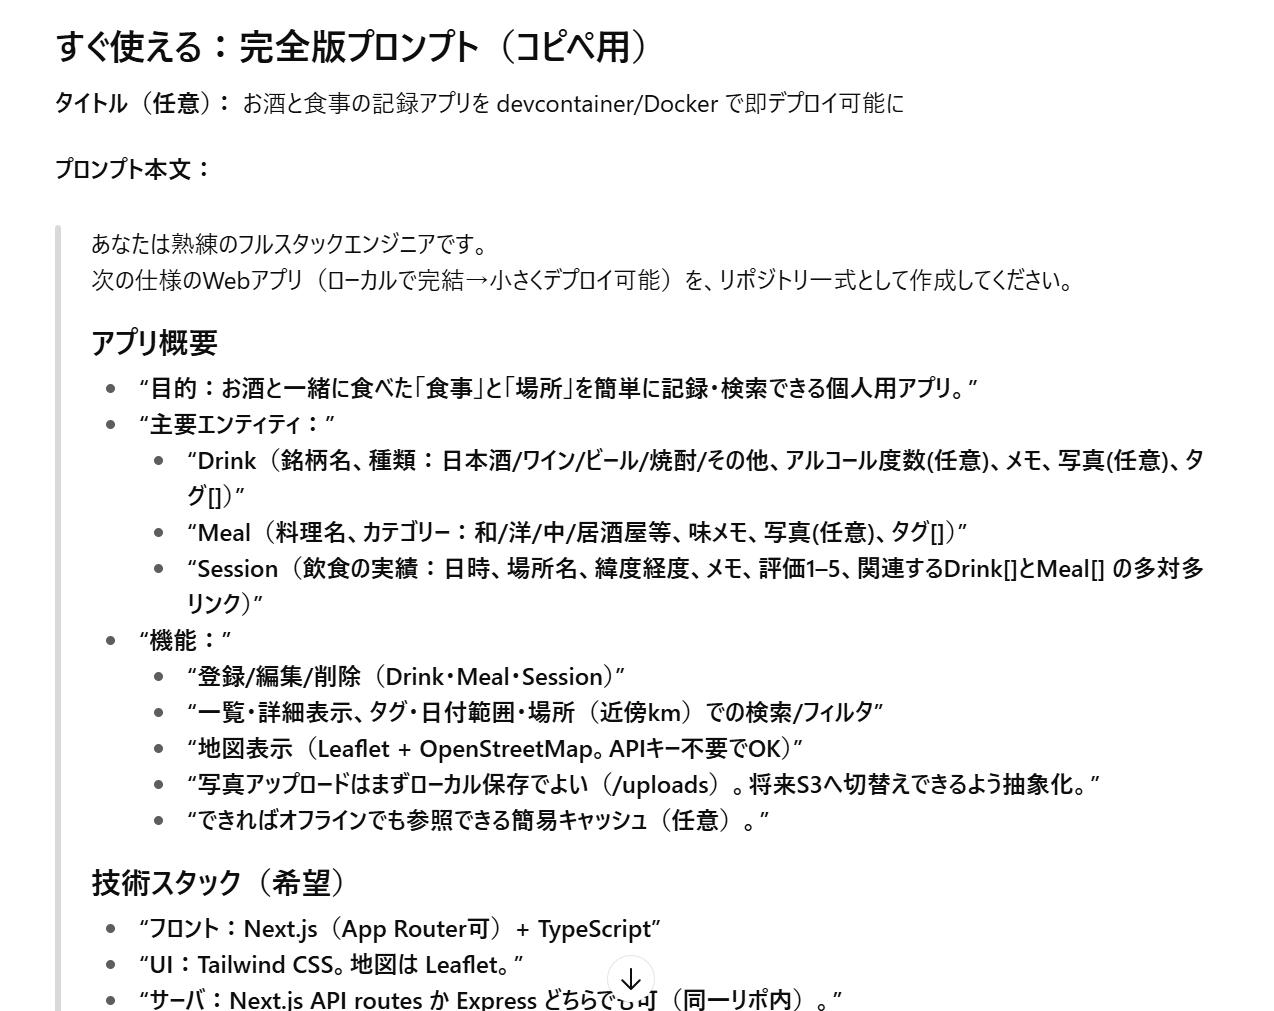 すぐ使える：完全版プロンプト（コピペ用）
タイトル（任意）： お酒と食事の記録アプリを devcontainer/Docker で即デプロイ可能に
プロンプト本文：
あなたは熟練のフルスタックエンジニアです。
次の仕様のWebアプリ（ローカルで完結→小さくデプロイ可能）を、リポジトリ一式として作成してください。
アプリ概要
“目的：お酒と一緒に食べた「食事」と「場所」を簡単に記録・検索できる個人用アプリ。”
“主要エンティティ：”
“Drink（銘柄名、種類：日本酒/ワイン/ビール/焼酎/その他、アルコール度数(任意)、メモ、写真(任意)、タ
グ[]）”
“Meal（料理名、カテゴリー：和/洋/中/居酒屋等、味メモ、写真(任意)、タグ[]）”
“Session（飲食の実績：日時、場所名、緯度経度、メモ、評価1–5、関連するDrink[]とMeal[] の多対多
リンク）”
“機能：”
“登録/編集/削除（Drink・Meal・Session）”
“一覧・詳細表示、タグ・日付範囲・場所（近傍km）での検索/フィルタ”
“地図表示（Leaflet + OpenStreetMap。APIキー不要でOK）”
“写真アップロードはまずローカル保存でよい（/uploads）。将来S3へ切替えできるよう抽象化。”
“できればオフラインでも参照できる簡易キャッシュ（任意）。”
技術スタック（希望）
“フロント：Next.js（App Router可）+ TypeScript”
“UI：Tailwind CSS。地図は Leaflet。”
“サーバ：Next.js API routes か Express どちらでも可（同一リポ内）。”